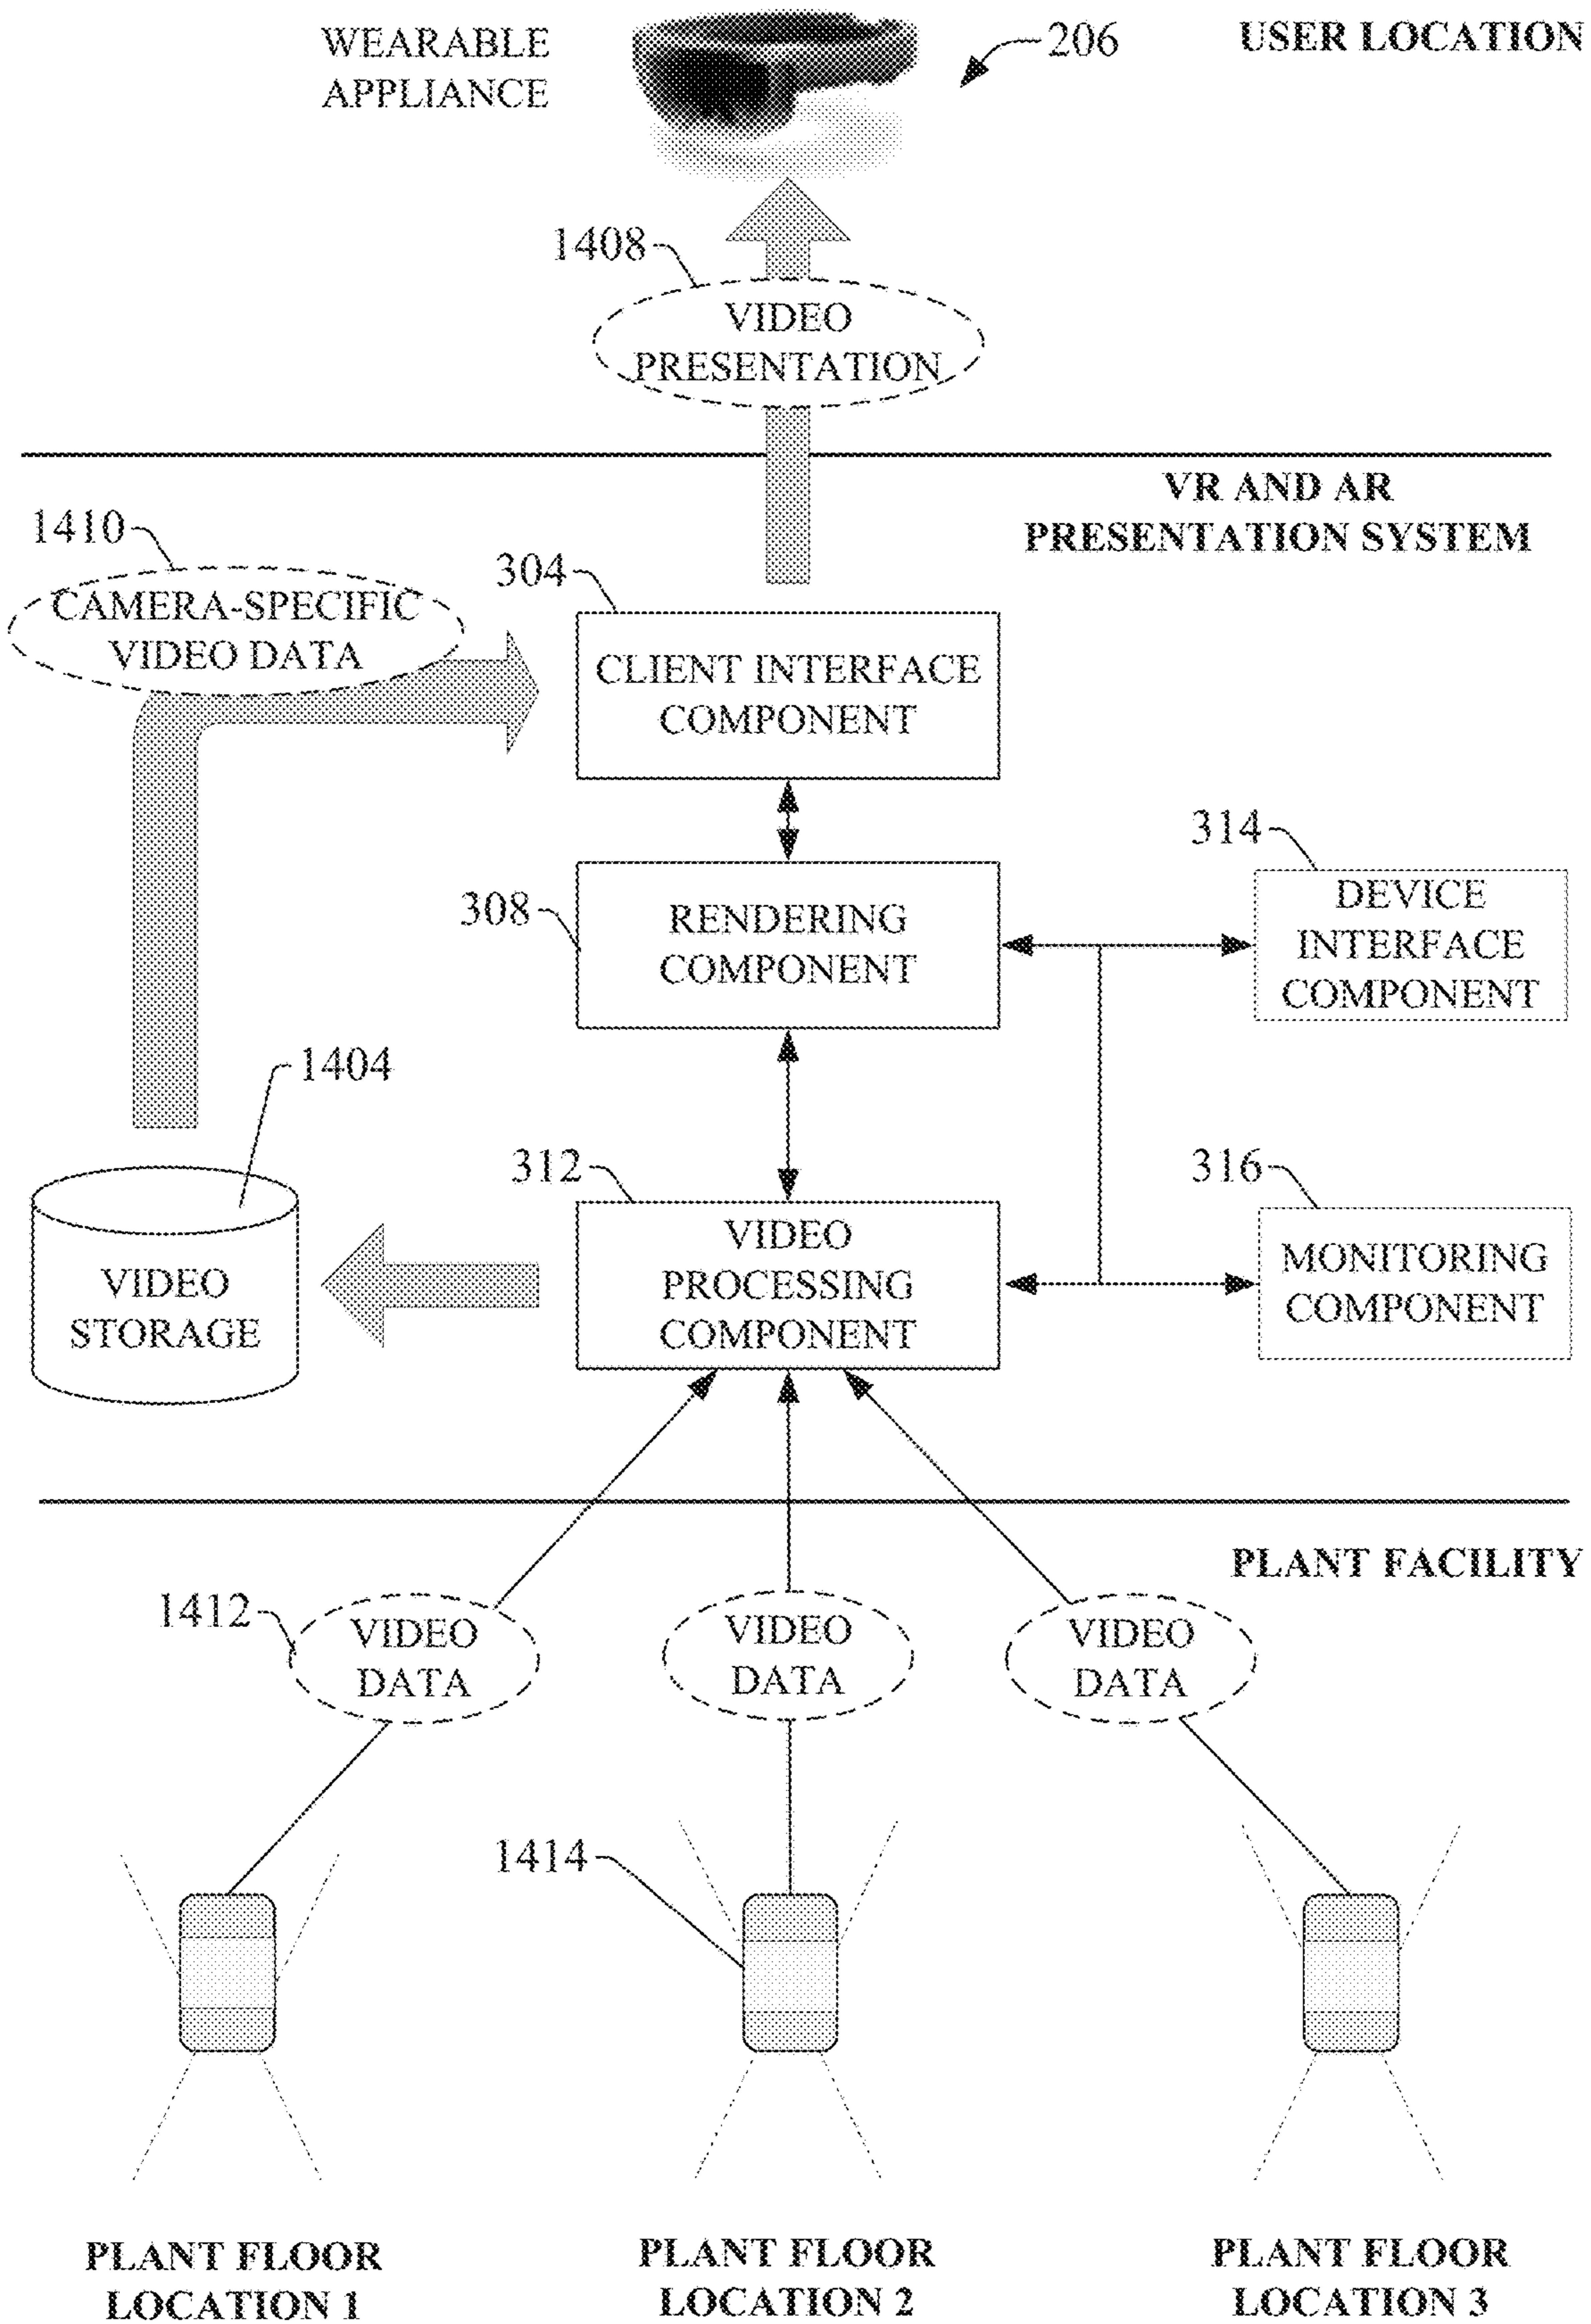 WEARABLE
APPLIANCE
206
USER LOCATION
1408
VIDEO
PRESENTATION
VR AND AR
PRESENTATION SYSTEM
1410
CAMERA-SPECIFIC
VIDEO DATA
304
CLIENT INTERFACE
COMPONENT
308
RENDERING
COMPONENT
314
DEVICE
INTERFACE
COMPONENT
1404
VIDEO
STORAGE
312
VIDEO
PROCESSING
COMPONENT
316
MONITORING
COMPONENT
PLANT FACILITY
1412
VIDEO
DATA
VIDEO
DATA
VIDEO
DATA
1414
PLANT FLOOR
LOCATION 1
PLANT FLOOR
LOCATION 2
PLANT FLOOR
LOCATION 3